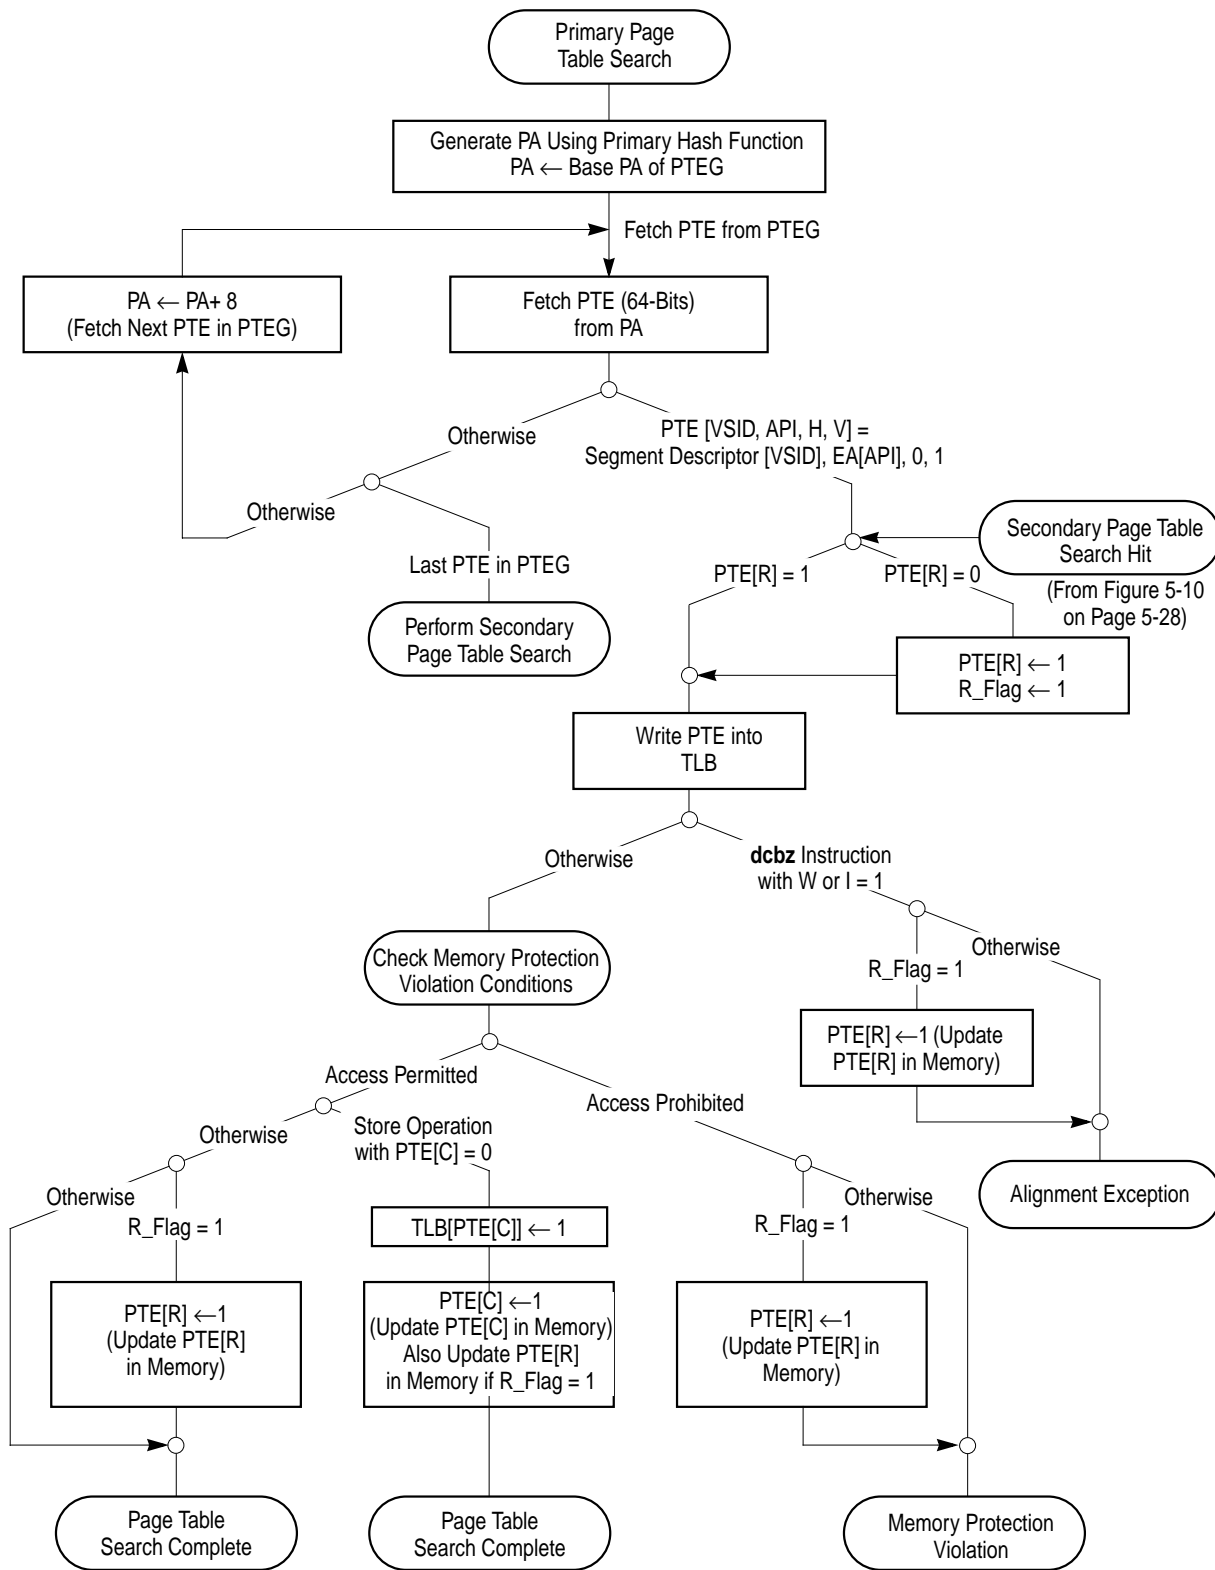 Primary Page
Table Search
Generate PA Using Primary Hash Function
PA ← Base PA of PTEG
Fetch PTE from PTEG
PA ← PA+ 8
(Fetch Next PTE in PTEG)
Fetch PTE (64-Bits)
from PA
Otherwise
PTE [VSID, API, H, V] =
Segment Descriptor [VSID], EA[API], 0, 1
Otherwise
Last PTE in PTEG
Perform Secondary
Page Table Search
Secondary Page Table
Search Hit
(From Figure 5-10
on Page 5-28)
PTE[R] = 1
PTE[R] = 0
PTE[R] ← 1
R_Flag ← 1
Write PTE into
TLB
Otherwise
dcbz Instruction
with W or I = 1
Check Memory Protection
Violation Conditions
R_Flag = 1
Otherwise
PTE[R] ←1 (Update
PTE[R] in Memory)
Alignment Exception
Access Permitted
Access Prohibited
Otherwise
Store Operation
with PTE[C] = 0
Otherwise
R_Flag = 1
TLB[PTE[C]] ← 1
R_Flag = 1
Otherwise
PTE[R] ←1
(Update PTE[R]
in Memory)
PTE[C] ←1
(Update PTE[C] in Memory)
Also Update PTE[R]
in Memory if R_Flag = 1
PTE[R] ←1
(Update PTE[R] in
Memory)
Page Table
Search Complete
Page Table
Search Complete
Memory Protection
Violation